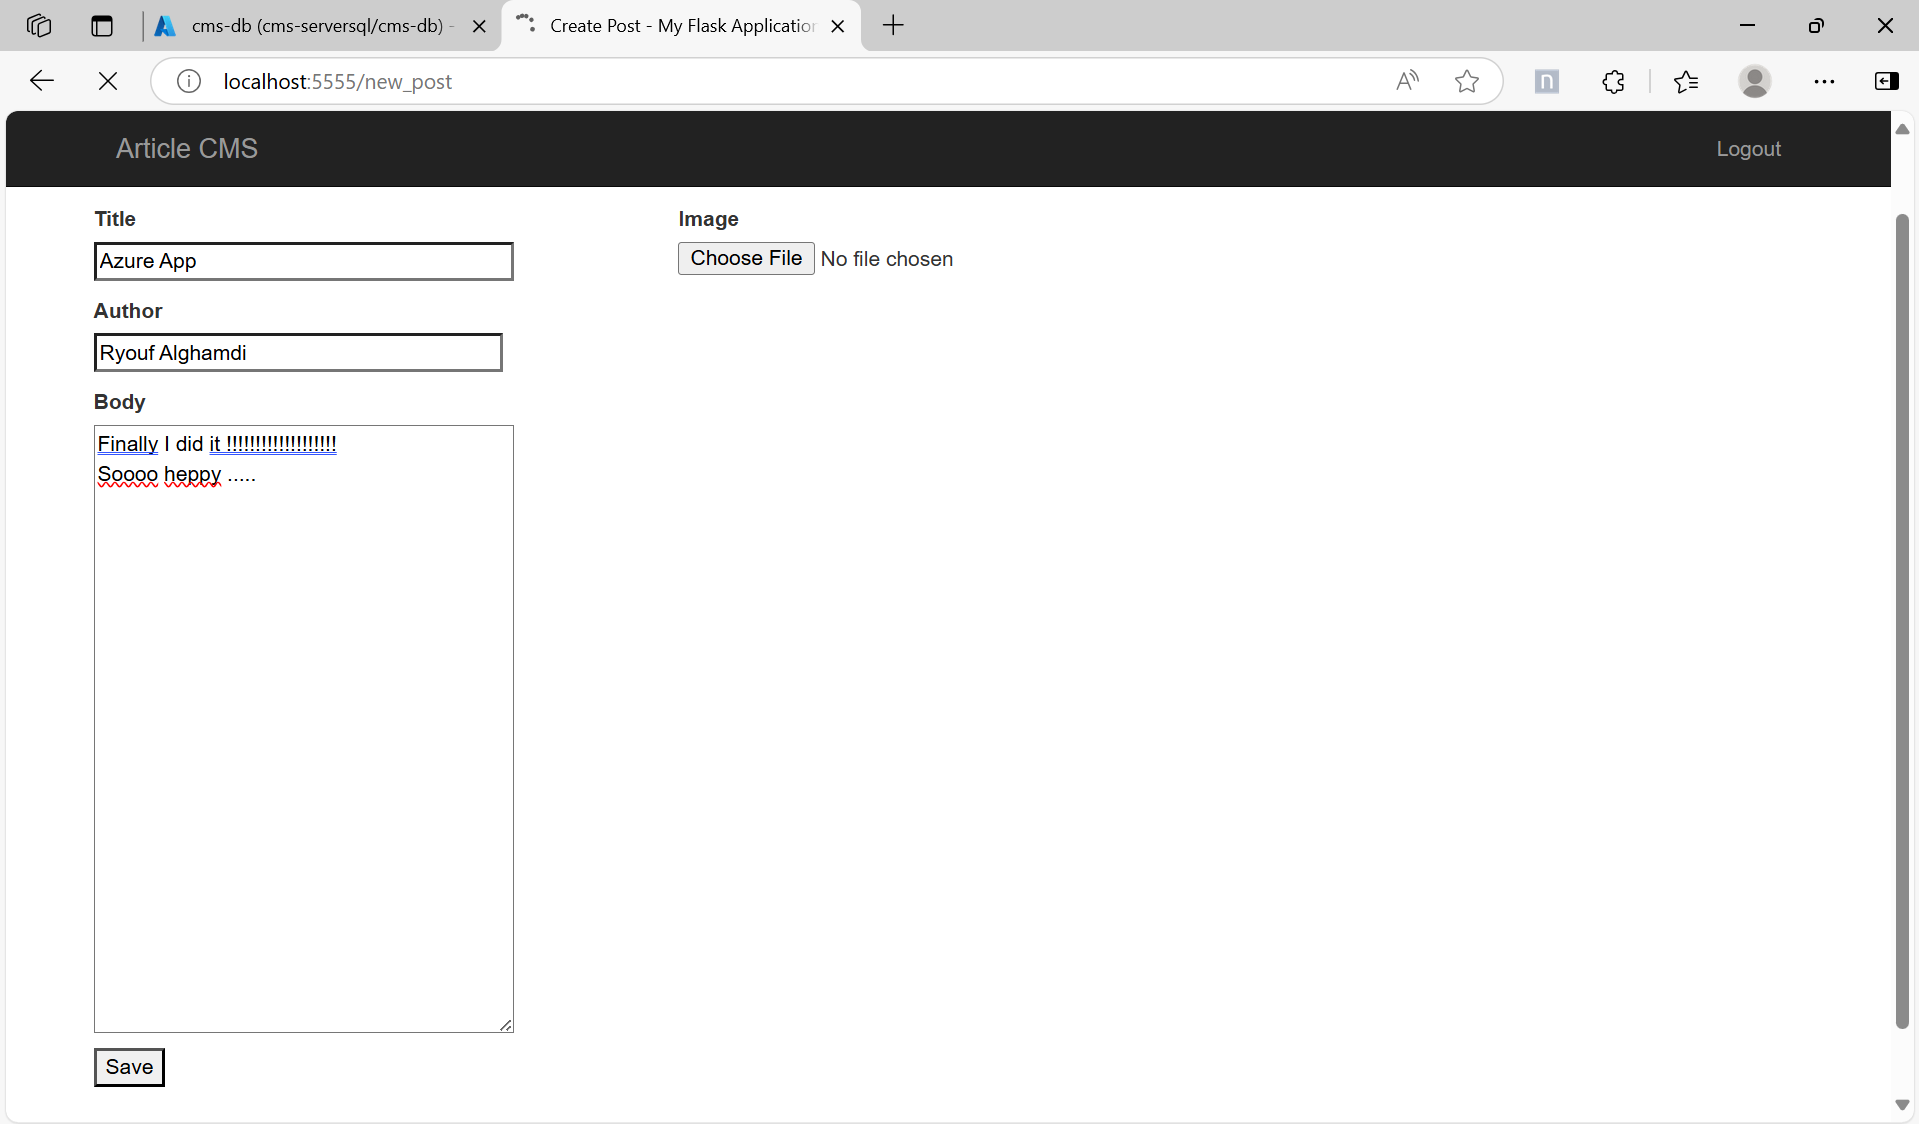 cms-db (cms-serversql/cms-db) -
Create Post - My Flask Application
localhost:5555/new_post
Article CMS
Logout
Title
Image
Azure App
Choose File No file chosen
Author
Ryouf Alghamdi
Body
Finally I did it !!!!!!!!!!!!!!!!!!!
Soooo heppy .....
Save